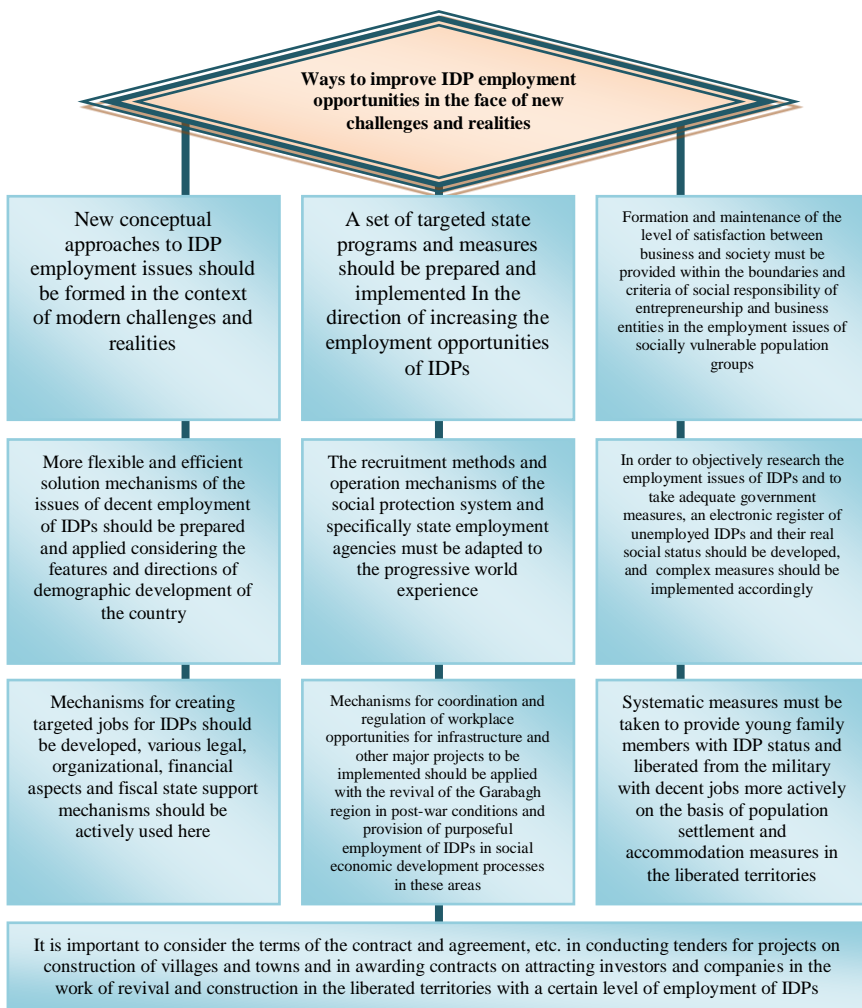 Ways to improve IDP employment
opportunities in the face of new
challenges and realities
New conceptual
approaches to IDP
employment issues should
be formed in the context
of modern challenges and
realities
A set of targeted state
programs and measures
should be prepared and
implemented In the
direction of increasing the
employment opportunities
of IDPs
Formation and maintenance of the
level of satisfaction between
business and society must be
provided within the boundaries and
criteria of social responsibility of
entrepreneurship and business
entities in the employment issues of
socially vulnerable population
groups
More flexible and efficient
solution mechanisms of the
issues of decent employment
of IDPs should be prepared
and applied considering the
features and directions of
demographic development of
the country
The recruitment methods and
operation mechanisms of the
social protection system and
specifically state employment
agencies must be adapted to
the progressive world
experience
In order to objectively research the
employment issues of IDPs and to
take adequate government
measures, an electronic register of
unemployed IDPs and their real
social status should be developed,
and complex measures should be
implemented accordingly
Mechanisms for creating
targeted jobs for IDPs should
be developed, various legal,
organizational, financial
aspects and fiscal state support
mechanisms should be
actively used here
Mechanisms for coordination and
regulation of workplace
opportunities for infrastructure and
other major projects to be
implemented should be applied
with the revival of the Garabagh
region in post-war conditions and
provision of purposeful
employment of IDPs in social
economic development processes
in these areas
Systematic measures must be
taken to provide young family
members with IDP status and
liberated from the military
with decent jobs more actively
on the basis of population
settlement and
accommodation measures in
the liberated territories
It is important to consider the terms of the contract and agreement, etc. in conducting tenders for projects on
construction of villages and towns and in awarding contracts on attracting investors and companies in the
work of revival and construction in the liberated territories with a certain level of employment of IDPs